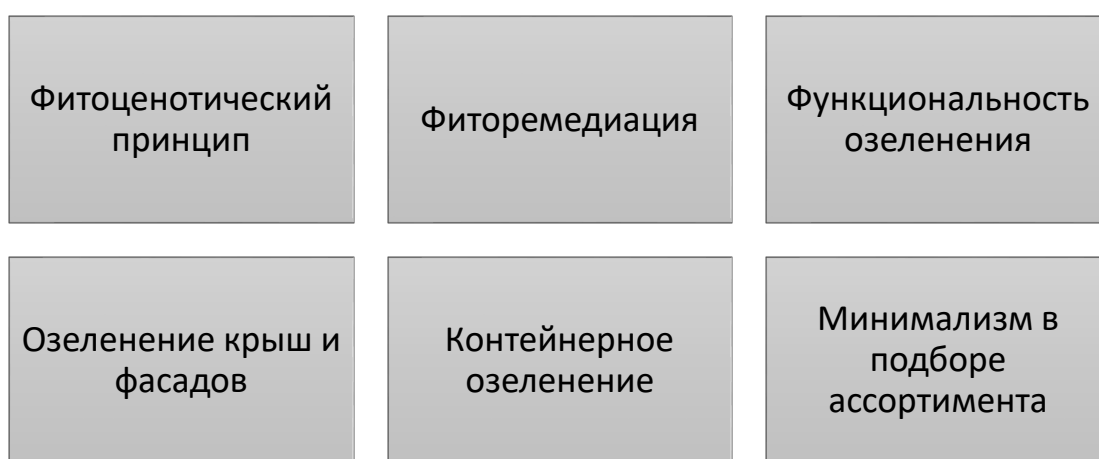 Фитоценотический
принцип
Фиторемедиация
Функциональность
озеленения
Озеленение крыш и
фасадов
Контейнерное
озеленение
Минимализм в
подборе
ассортимента